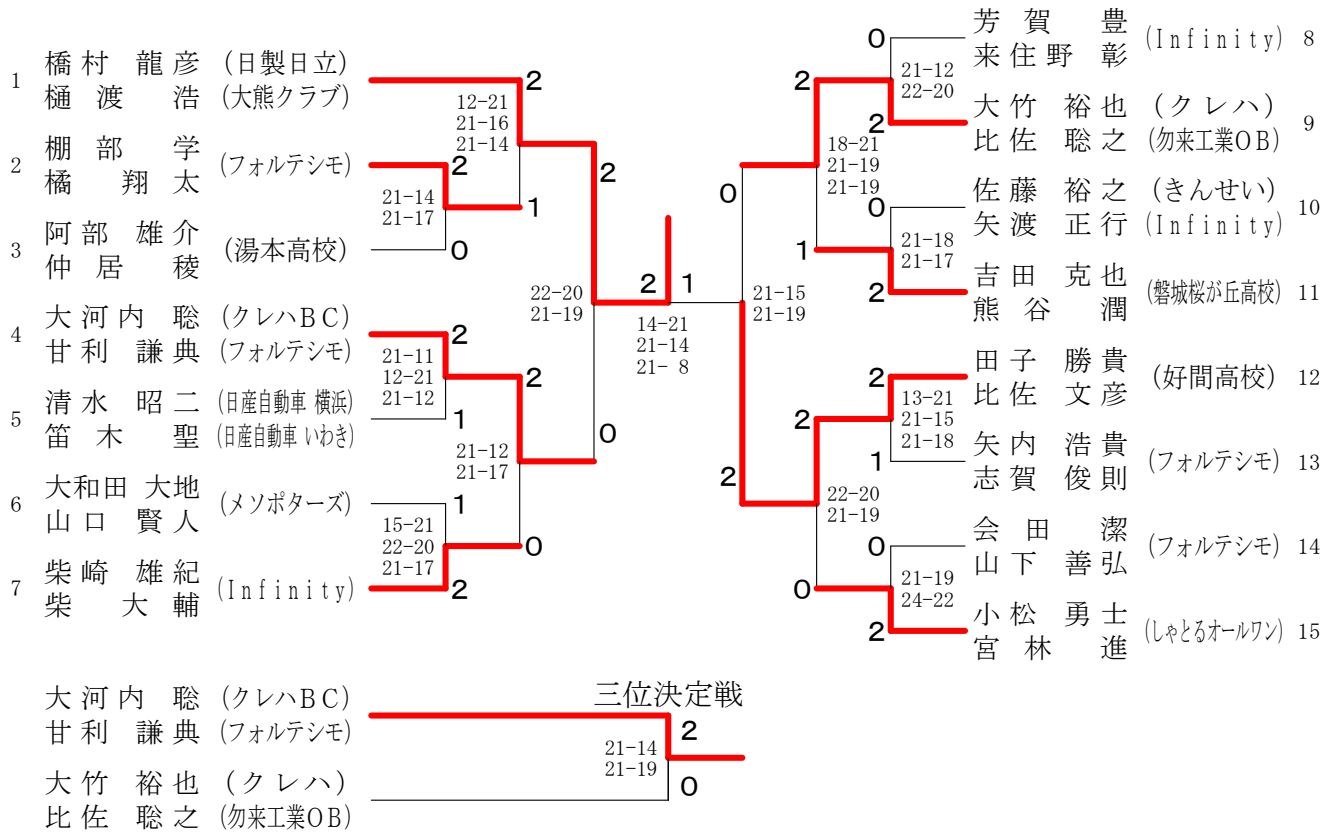 1 橋村 龍彦 (日製日立)
樋渡 浩 (大熊クラブ)
2 棚部 学 (フォルテシモ)
橘 翔太
3 阿部 雄介 (湯本高校)
仲居 稜
4 大河内 聡 (クレハBC)
甘利 謙典 (フォルテシモ)
5 清水 昭二 (日産自動車 横浜)
笛木 聖 (日産自動車 いわき)
6 大和田 大地 (メソポターズ)
山口 賢人
7 柴崎 雄紀 (Infinity)
柴 大輔
2
12-21
21-16
21-14
1
2
21-14
21-17
0
2
21-11
12-21
21-12
1
2
21-12
21-17
0
1
15-21
22-20
21-17
2
2
22-20
21-19
0
2 1
14-21
21-14
21- 8
0
21-15
21-19
2
2
18-21
21-19
21-19
1
0
21-12
22-20
2
0
21-18
21-17
2
2
22-20
21-19
0
2
13-21
21-15
21-18
1
0
21-19
24-22
2
芳賀 豊 (Infinity) 8
来住野 彰
大竹 裕也 (クレハ) 9
比佐 聡之 (勿来工業OB)
佐藤 裕之 (きんせい) 10
矢渡 正行 (Infinity)
吉田 克也 (磐城桜が丘高校) 11
熊谷 潤
田子 勝貴 (好間高校) 12
比佐 文彦
矢内 浩貴 (フォルテシモ) 13
志賀 俊則
会田 潔 (フォルテシモ) 14
山下 善弘
小松 勇士 (しゃとるオールワン) 15
宮林 進
三位決定戦
大河内 聡 (クレハBC)
甘利 謙典 (フォルテシモ)
2
21-14
21-19
0
大竹 裕也 (クレハ)
比佐 聡之 (勿来工業OB)